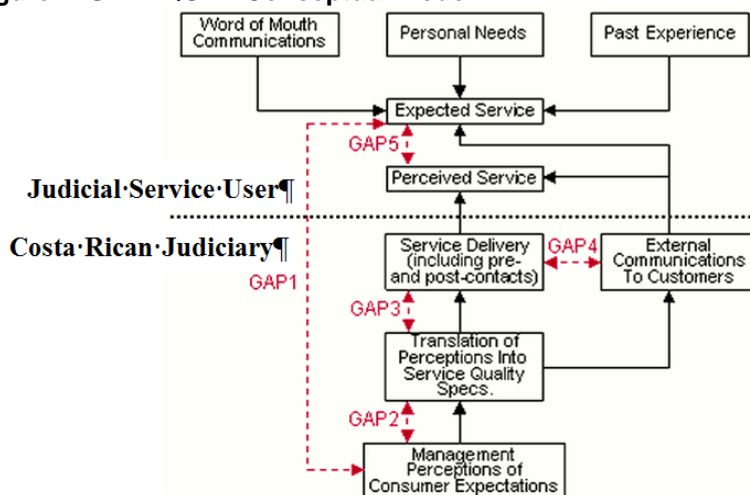 Word of Mouth
Communications
Personal Needs
Past Experience
Expected Service
GAP5
Perceived Service
Judicial·Service·User¶
Costa·Rican·Judiciary¶
GAP1
Service Delivery
(including pre-
and post-contacts)
GAP4
External
Communications
To Customers
GAP3
Translation of
Perceptions Into
Service Quality
Specs.
GAP2
Management
Perceptions of
Consumer Expectations